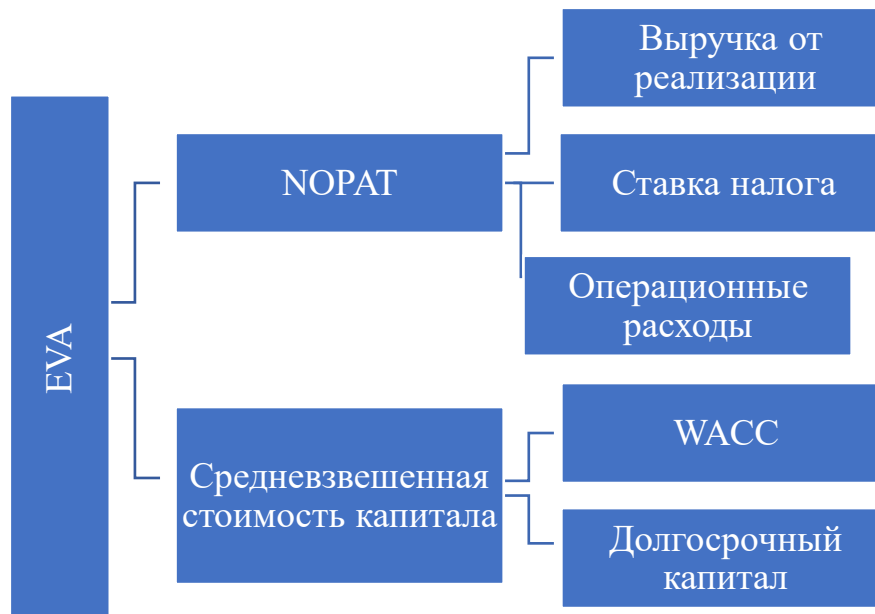 EVA
NOPAT
Выручка от
реализации
Ставка налога
Операционные
расходы
Средневзвешенная
стоимость капитала
WACC
Долгосрочный
капитал